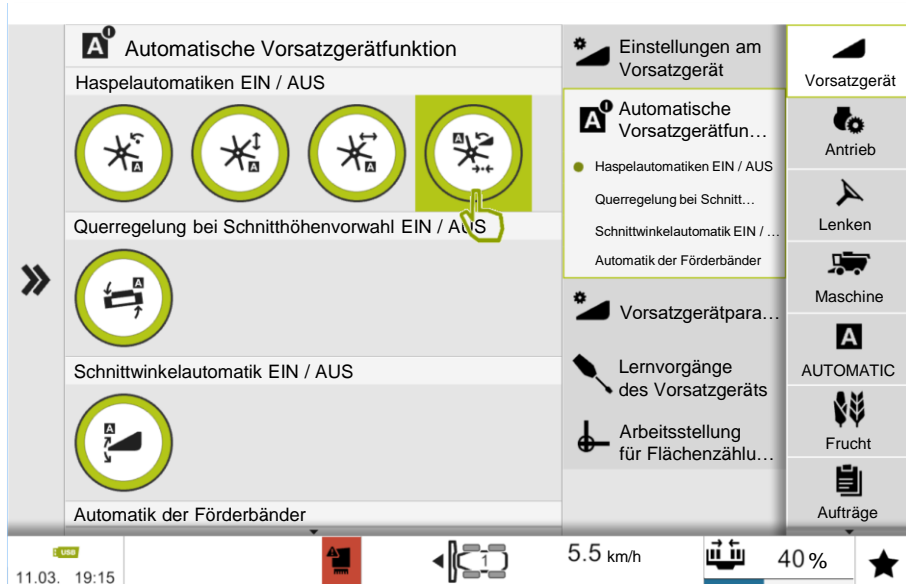 Automatische Vorsatzgerätfunktion
Haspelautomatiken EIN / AUS
A
A
A
A
Querregelung bei Schnitthöhenvorwahl EIN / AUS
A
Schnittwinkelautomatik EIN / AUS
A
Automatik der Förderbänder
Einstellungen am
Vorsatzgerät
A
Automatische
Vorsatzgerätfun…
Haspelautomatiken EIN / AUS
Querregelung bei Schnitt…
Schnittwinkelautomatik EIN / …
Automatik der Förderbänder
Vorsatzgerätpara…
Lernvorgänge
des Vorsatzgeräts
Arbeitsstellung
für Flächenzählu…
Vorsatzgerät
Antrieb
Lenken
Maschine
A
AUTOMATIC
Frucht
Aufträge
USB
11.03. 19:15
1
5.5 km/h
40 %